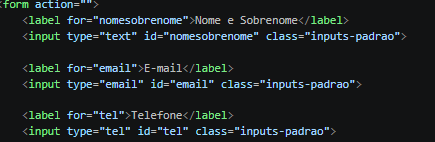 <form action="">
<label for="nomesobrenome">Nome e Sobrenome</label>
<input type="text" id="nomesobrenome" class="inputs-padrao">
<label for="email">E-mail</label>
<input type="email" id="email" class="inputs-padrao">
<label for="tel">Telefone</label>
<input type="tel" id="tel" class="inputs-padrao">